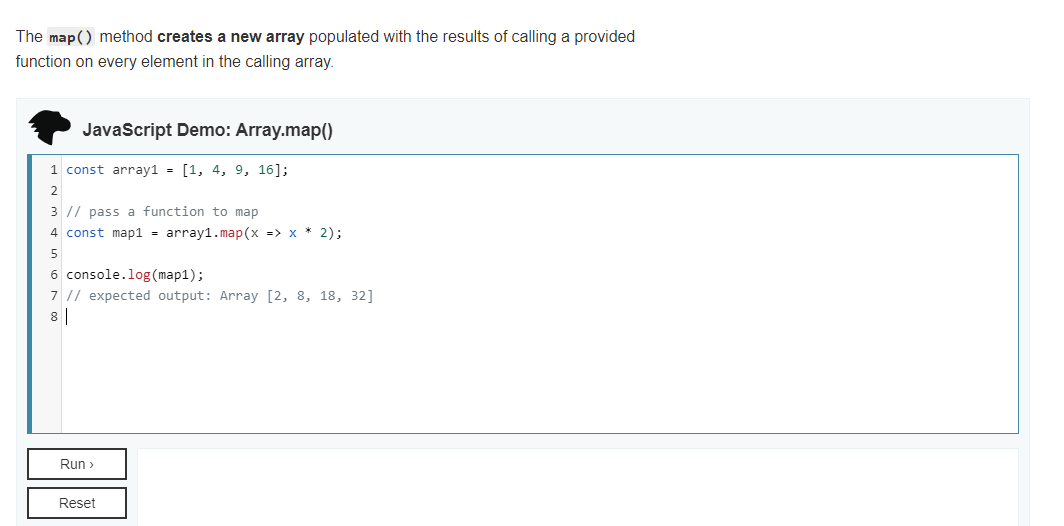 The map() method creates a new array populated with the results of calling a provided
function on every element in the calling array.
JavaScript Demo: Array.map()
1 const array1 = [1, 4, 9, 16];
2
3 // pass a function to map
4 const map1 = array1.map(x => x * 2);
5
6 console.log(map1);
7 // expected output: Array [2, 8, 18, 32]
8
Run ›
Reset